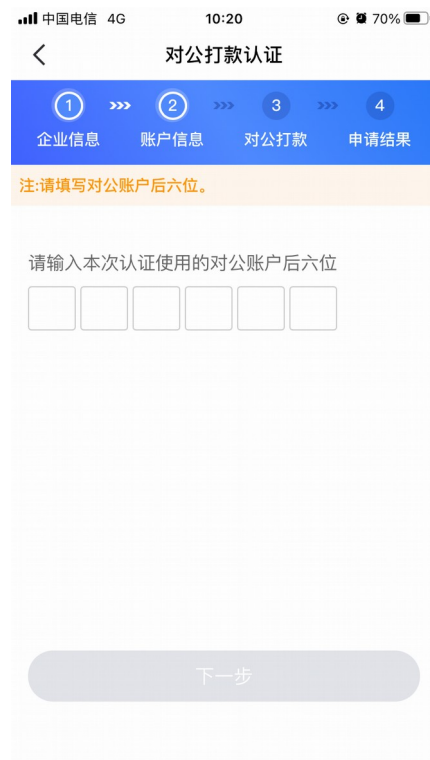 中国电信 4G 10:20 70%
对公打款认证
1 2 3 4
企业信息 账户信息 对公打款 申请结果
注:请填写对公账户后六位。
请输入本次认证使用的对公账户后六位
下一步